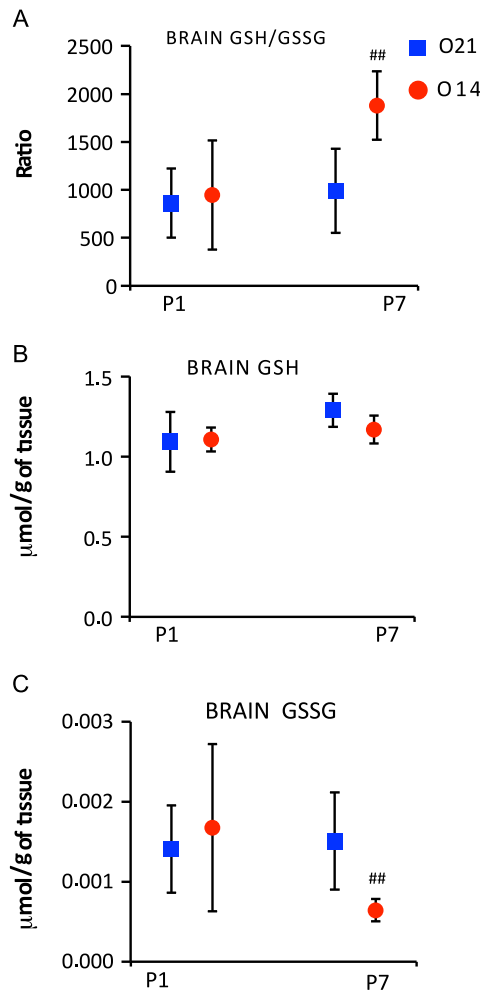 A
BRAIN GSH/GSSG
O21
O14
##
Ratio
2500
2000
1500
1000
500
0
P1
P7
B
BRAIN GSH
μmol/g of tissue
1.5
1.0
0.5
0.0
P1
P7
C
BRAIN GSSG
μmol/g of tissue
0.003
0.002
0.001
0.000
##
P1
P7